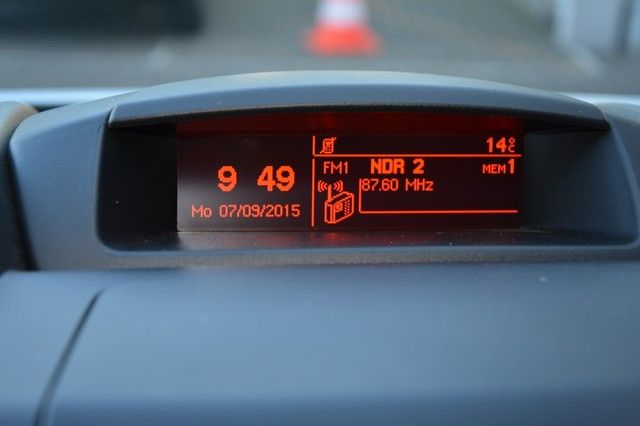 9 49
Mo 07/09/2015
14°C
FM1 NDR 2 MEM1
87.60 MHz